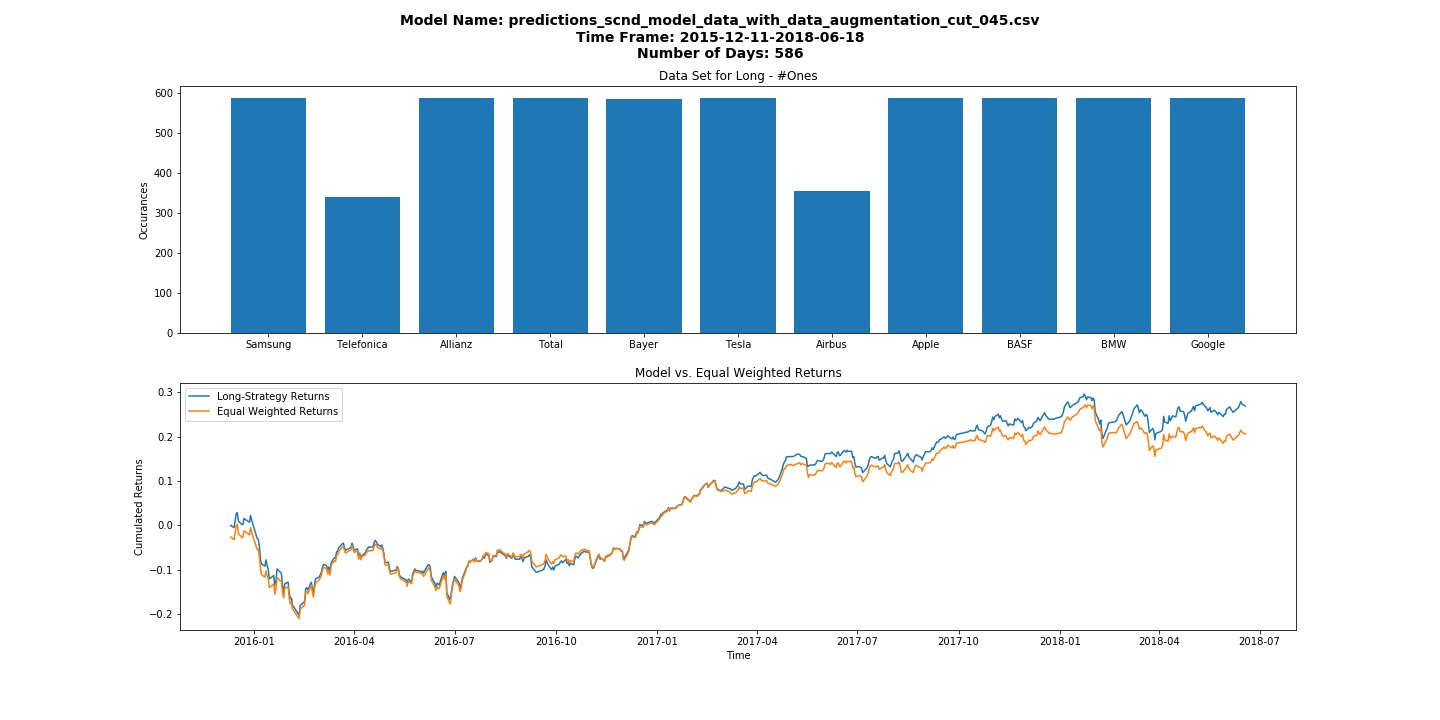 Model Name: predictions_scnd_model_data_with_data_augmentation_cut_045.csv
Time Frame: 2015-12-11-2018-06-18
Number of Days: 586
Data Set for Long - #Ones
600
500
400
300
200
100
0
Occurances
Samsung Telefonica Allianz Total Bayer Tesla Airbus Apple BASF BMW Google
Model vs. Equal Weighted Returns
Long-Strategy Returns
Equal Weighted Returns
0.3
0.2
0.1
0.0
−0.1
−0.2
Cumulated Returns
2016-01 2016-04 2016-07 2016-10 2017-01 2017-04 2017-07 2017-10 2018-01 2018-04 2018-07
Time